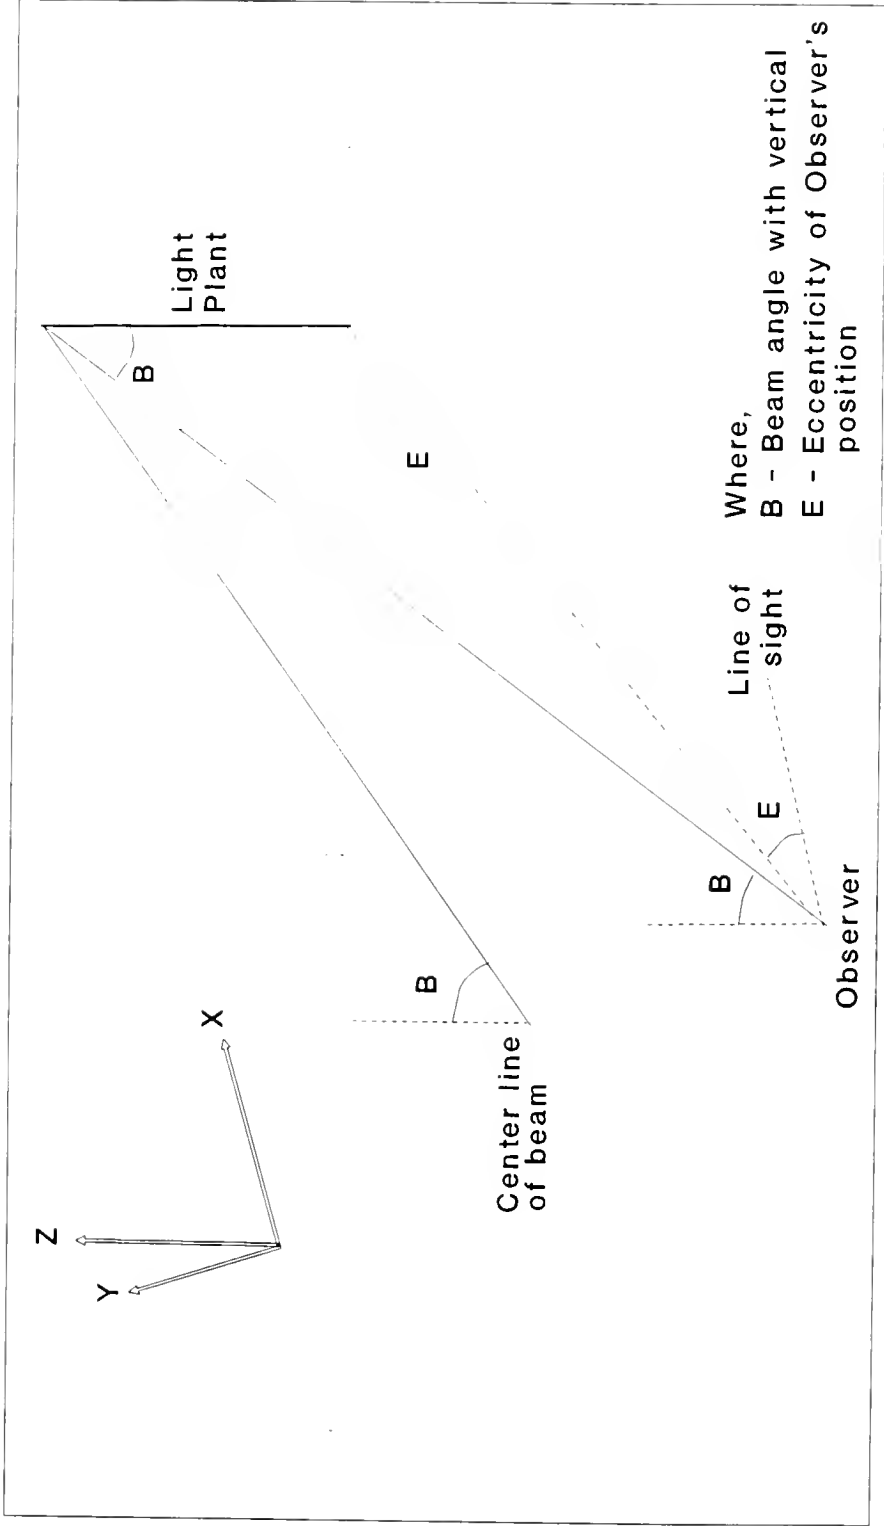 Z
Y
X
Center line
of beam
B
B
Light
Plant
E
B
E
Line of
sight
Observer
Where,
B - Beam angle with vertical
E - Eccentricity of Observer's
position